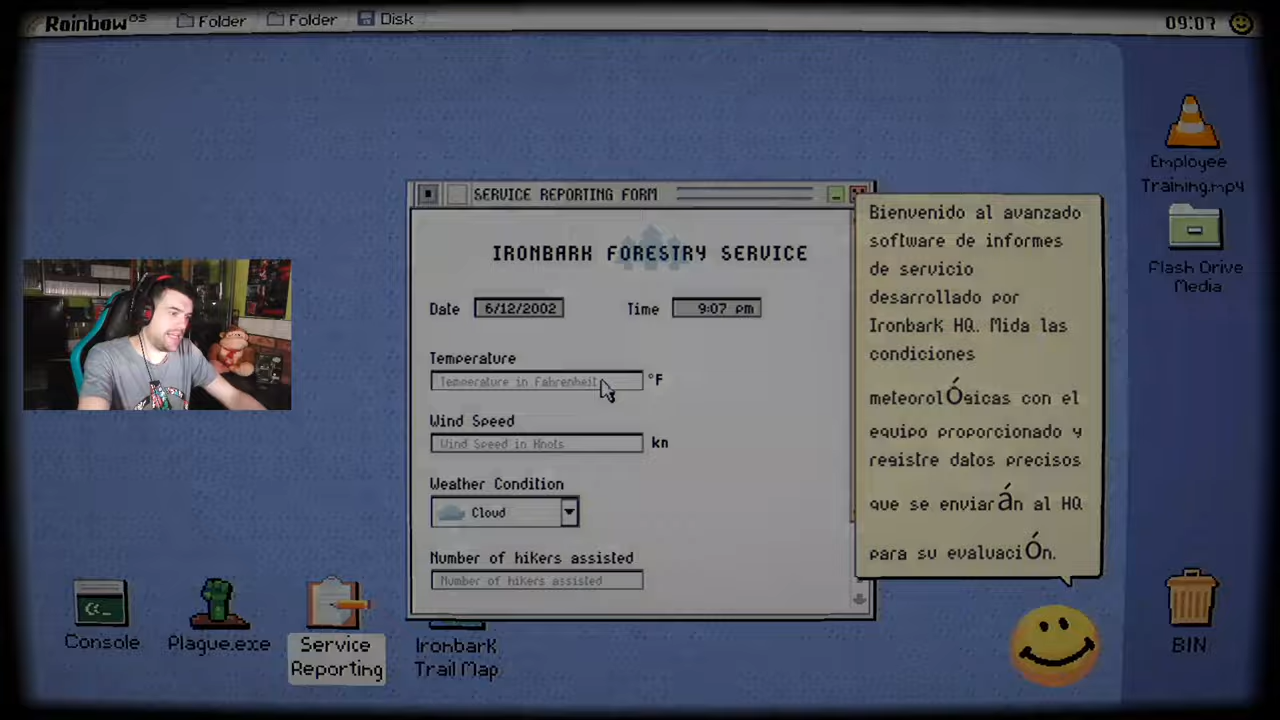 Rainbow OS
Folder
Folder
Disk
09:07
Employee
Training.mp4
Flash Drive
Media
SERVICE REPORTING FORM
IRONBARK FORESTRY SERVICE
Date 6/12/2002 Time 9:07 pm
Temperature
Temperature in Fahrenheit °F
Wind Speed
Wind Speed in Knots kn
Weather Condition
Cloud
Number of hikers assisted
Number of hikers assisted
Bienvenido al avanzado
software de informes
de servicio
desarrollado por
Ironbark HQ. Mida las
condiciones
meteorolÓgicas con el
equipo proporcionado y
registre datos precisos
que se enviarán al HQ
para su evaluaciÓn.
Console
Plague.exe
Service
Reporting
Ironbark
Trail Map
BIN